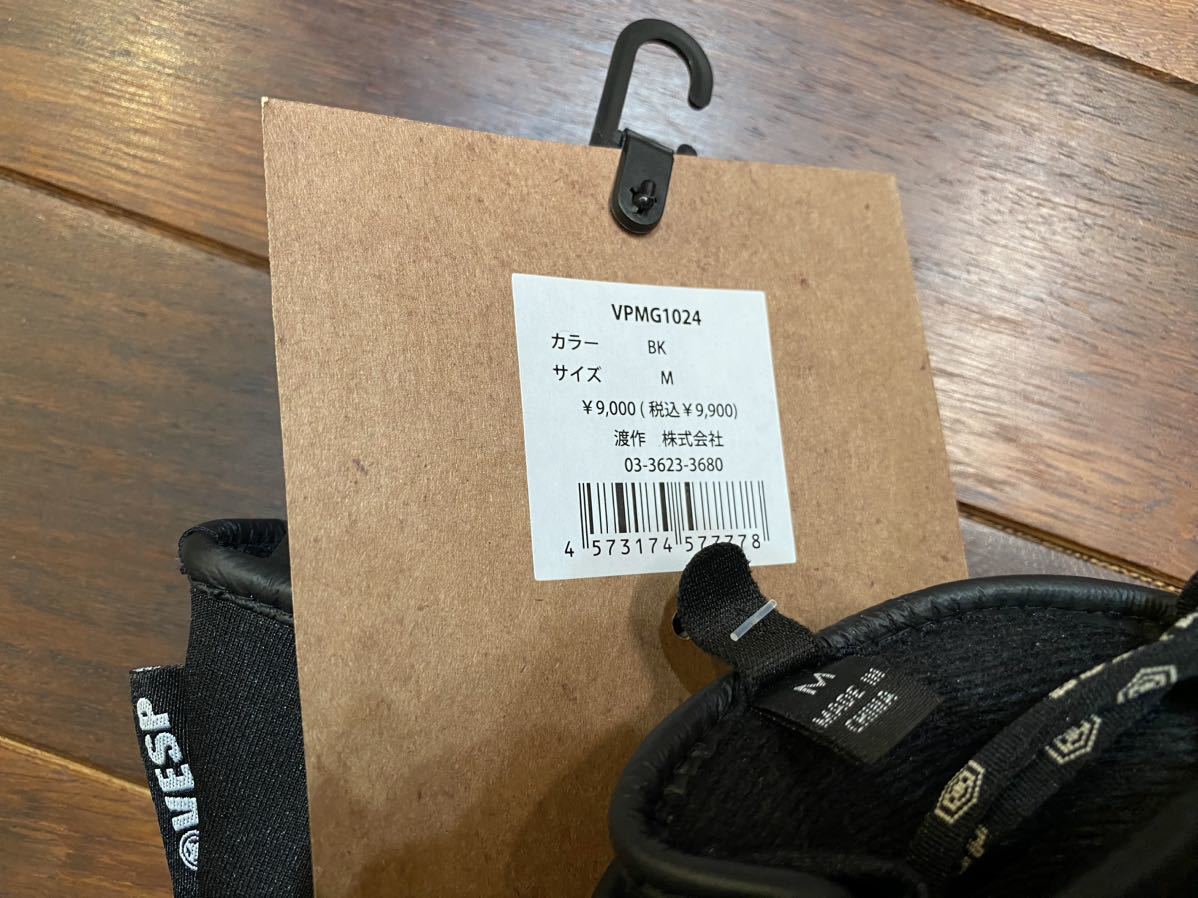 VPMG1024
カラー BK
サイズ M
￥9,000 ( 税込￥9,900)
渡作 株式会社
03-3623-3680
4 573174 577778
VESP
M
MADE IN
CHINA